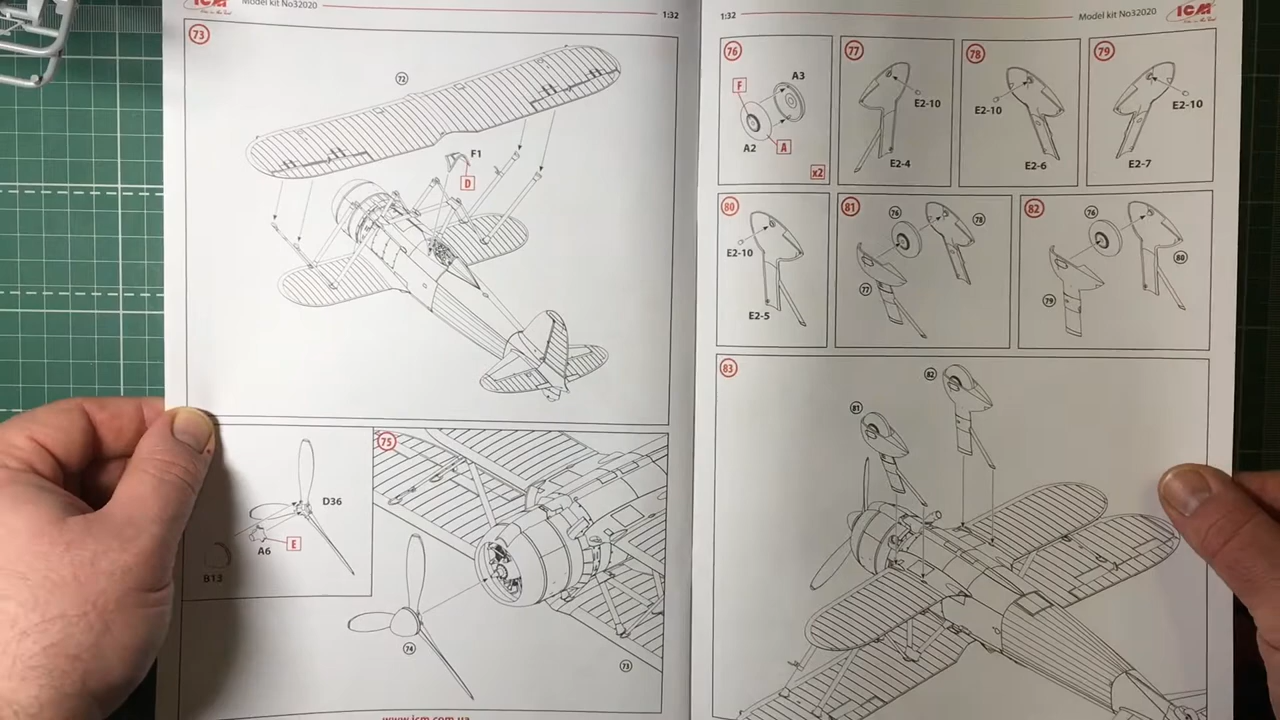 ICM
Model kit No32020
1:32
73
72
F1
D
D36
A6
E
B13
75
74
73
www.icm.com.ua
1:32
Model kit No32020
ICM
76
A3
F
A2
A
x2
77
E2-10
E2-4
78
E2-10
E2-6
79
E2-10
E2-7
80
E2-10
E2-5
81
76
78
77
82
76
80
79
83
82
81